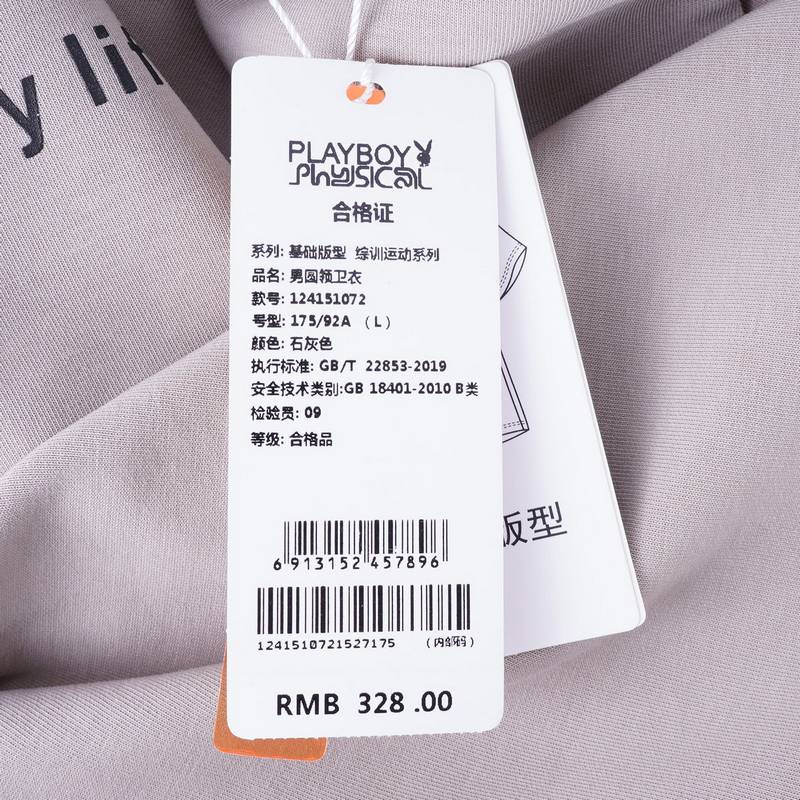 y lif
PLAYBOY
PhySICAL
合格证
系列: 基础版型 综训运动系列
品名: 男圆领卫衣
款号: 124151072
号型: 175/92A （L）
颜色: 石灰色
执行标准: GB/T 22853-2019
安全技术类别:GB 18401-2010 B类
检验员: 09
等级: 合格品
版型
6 913152 457896
1241510721527175 （内部码）
RMB 328.00